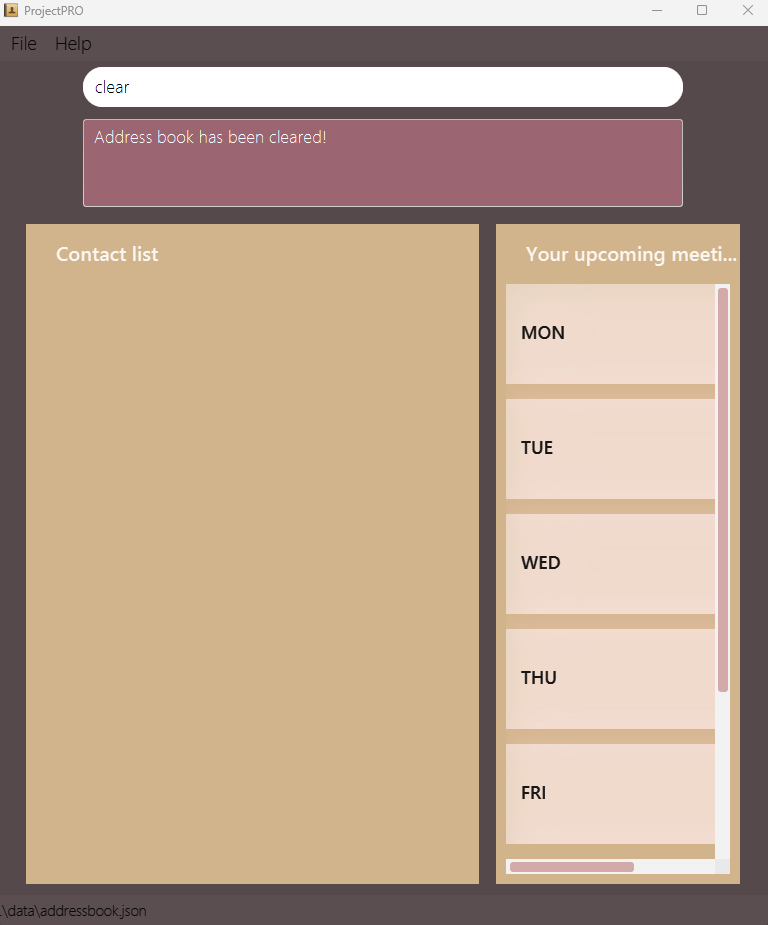 ProjectPRO
File Help
clear
Address book has been cleared!
Contact list
Your upcoming meeti...
MON
TUE
WED
THU
FRI
.\data\addressbook.json